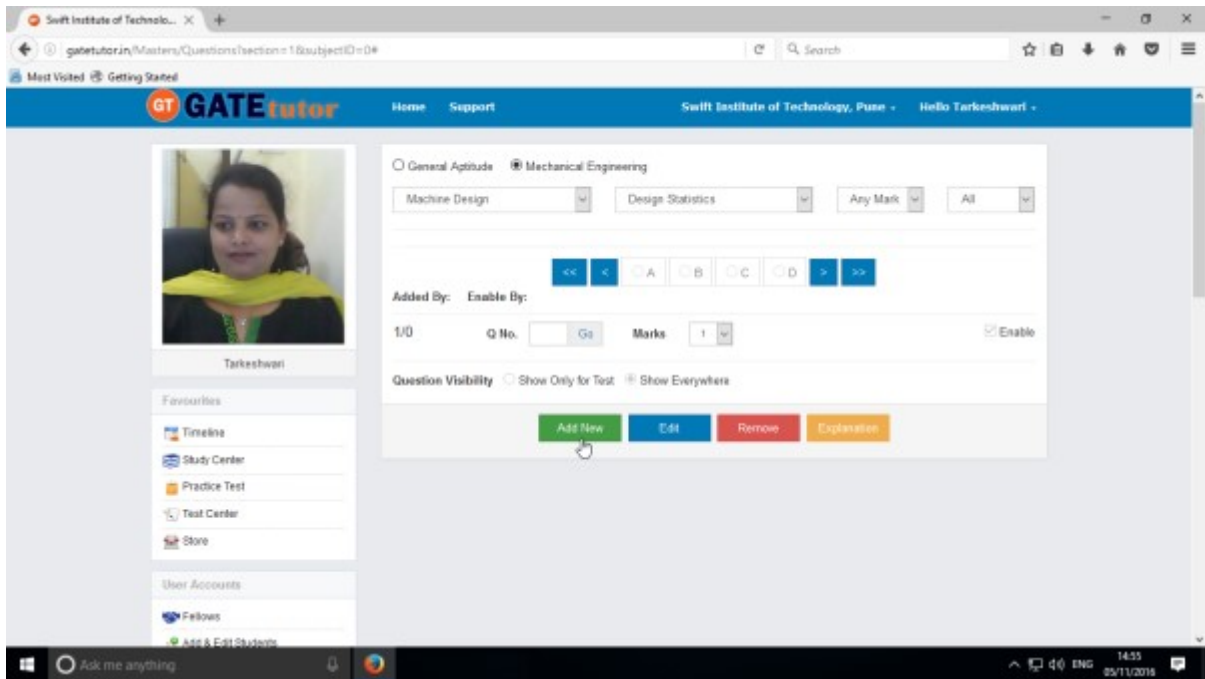 Swift Institute of Technolo...
gatetutor.in/Masters/Questions?section=1&subjectID=0#
Search
Most Visited Getting Started
GT GATEtutor Home Support Swift Institute of Technology, Pune Hello Tarkeshwari
General Aptitude Mechanical Engineering
Machine Design Design Statistics Any Mark All
<< < A B C D > >>
Added By: Enable By:
1/0 Q No. Go Marks 1 Enable
Question Visibility Show Only for Test Show Everywhere
Add New Edit Remove Explanation
Tarkeshwari
Favourites
Timeline
Study Center
Practice Test
Test Center
Store
User Accounts
Fellows
Add & Edit Students
Ask me anything ENG 14:55
05/11/2016